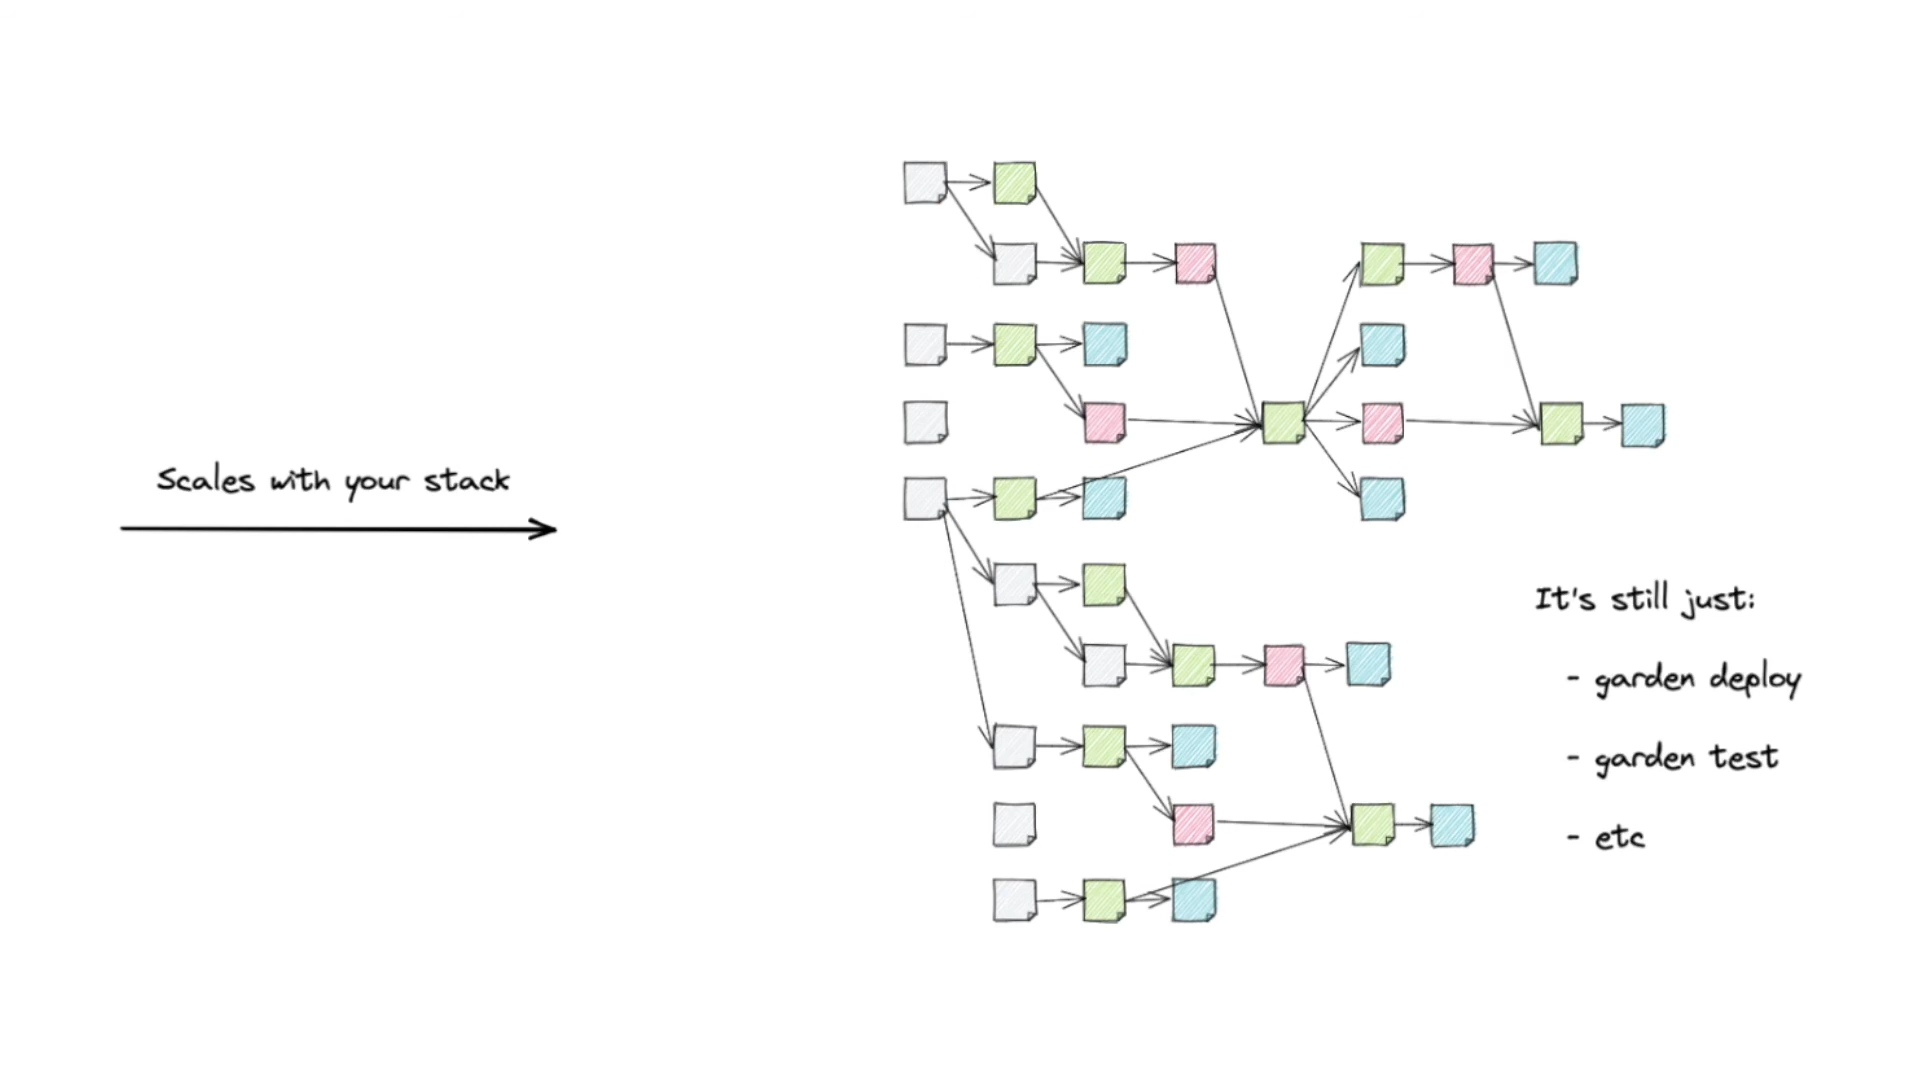 Scales with your stack
It's still just:
- garden deploy
- garden test
- etc